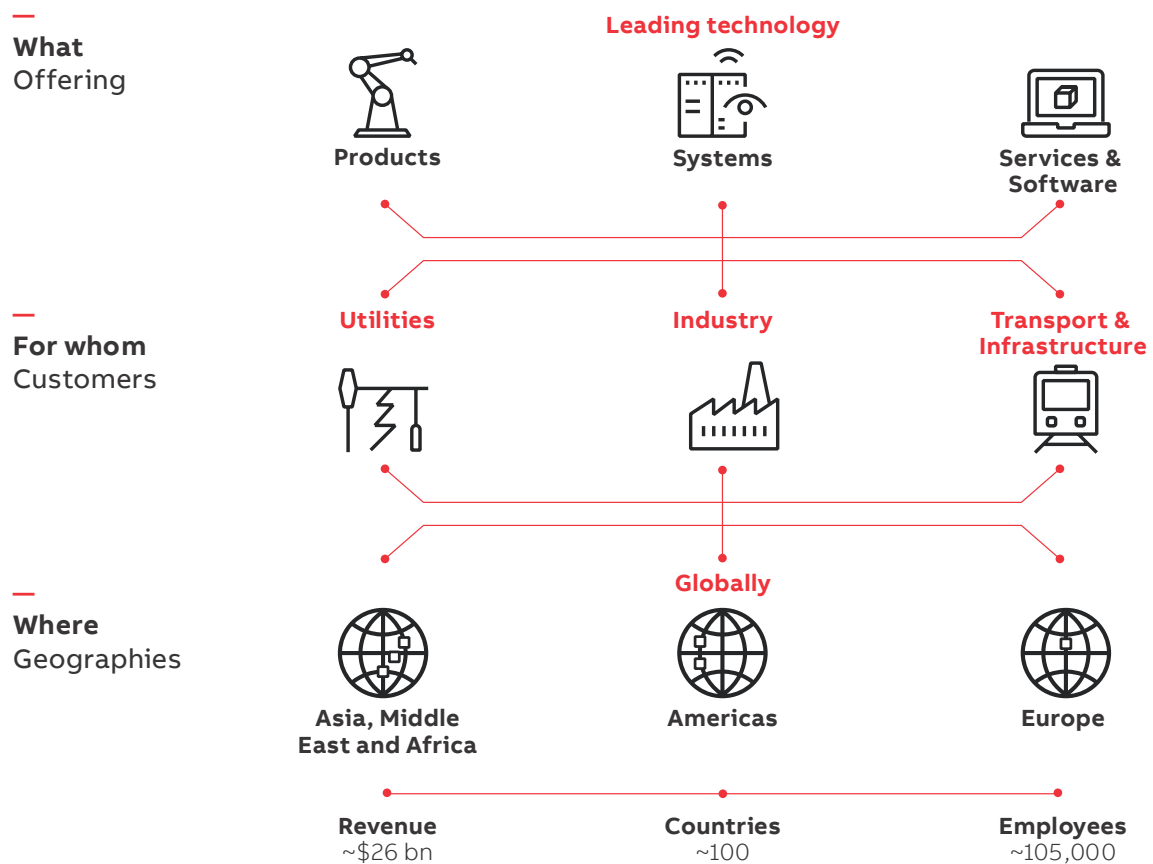 What
Offering
Leading technology
Products
Systems
Services &
Software
For whom
Customers
Utilities
Industry
Transport &
Infrastructure
Where
Geographies
Globally
Asia, Middle
East and Africa
Americas
Europe
Revenue
~$26 bn
Countries
~100
Employees
~105,000